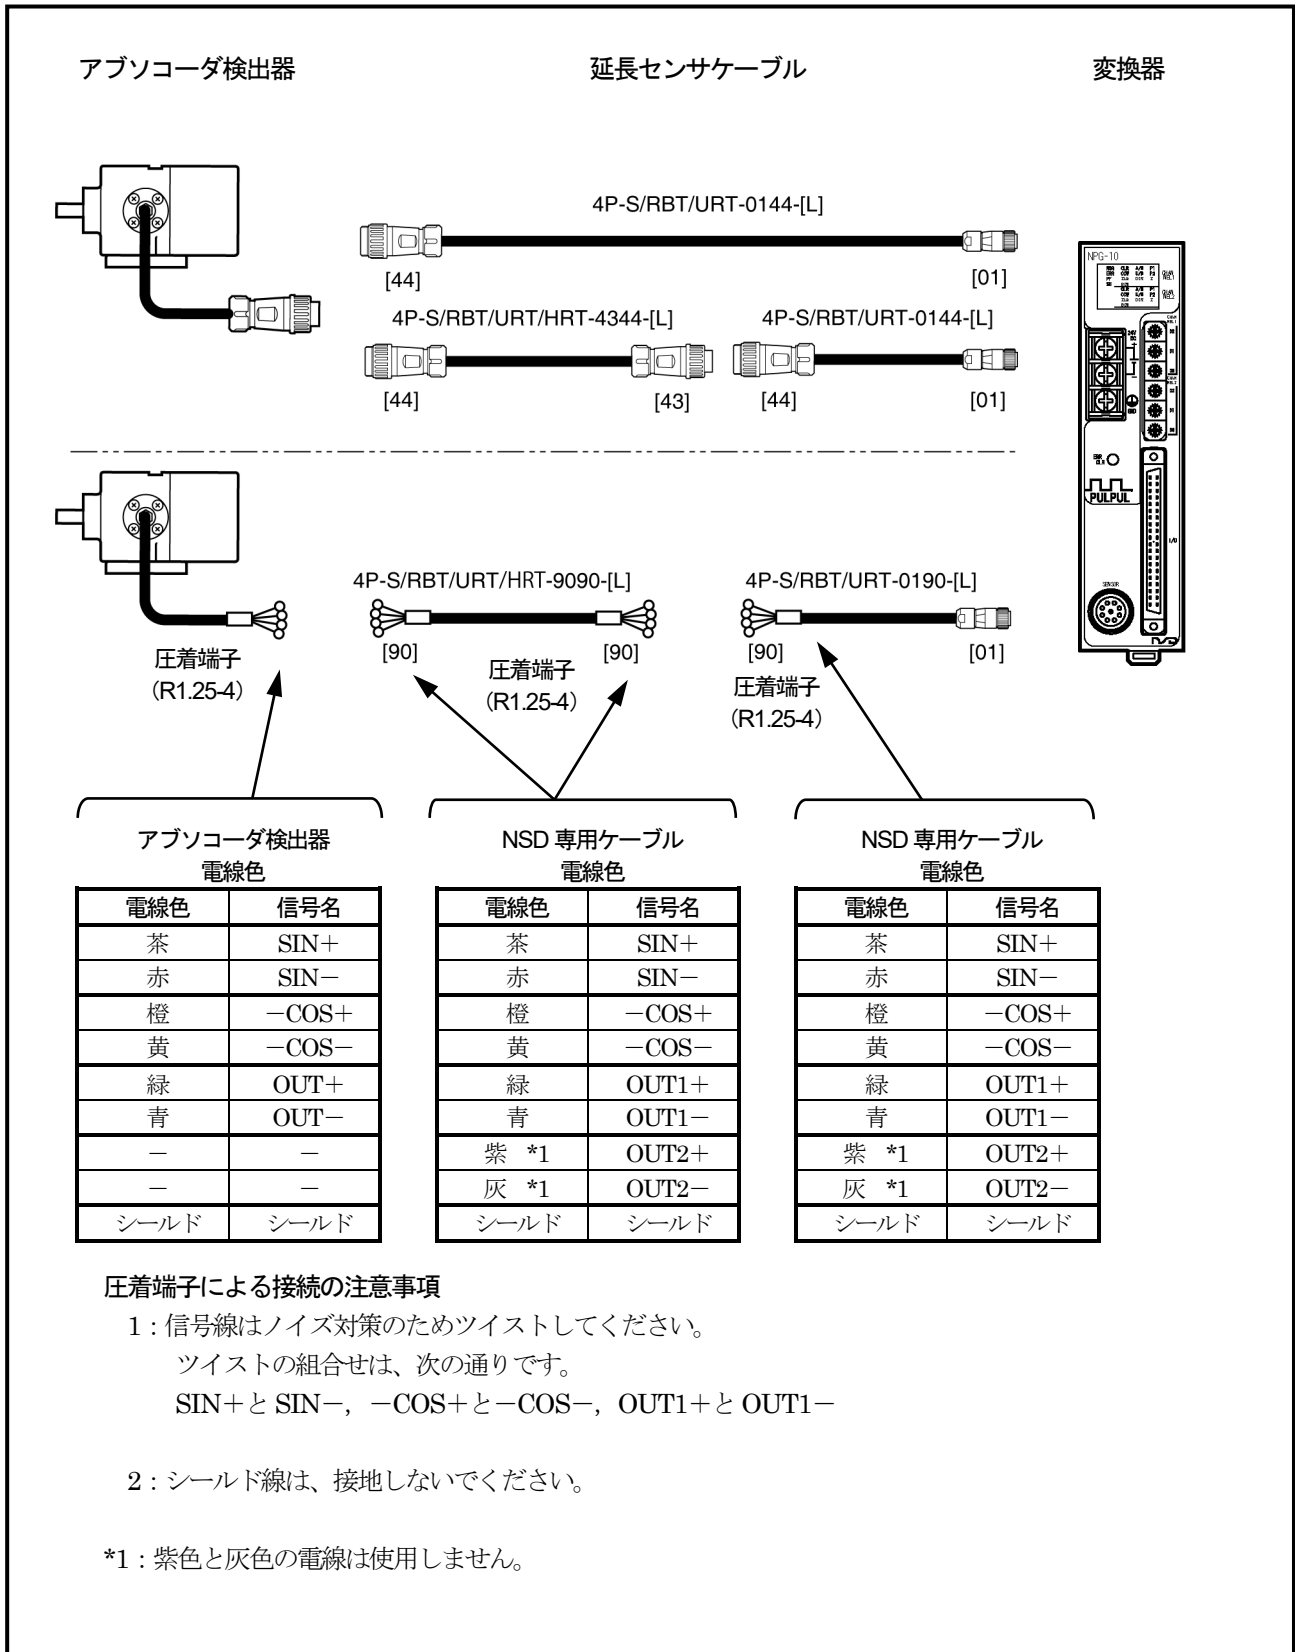 アブソコーダ検出器 延長センサケーブル 変換器
4P-S/RBT/URT-0144-[L]
[44] [01]
4P-S/RBT/URT/HRT-4344-[L] 4P-S/RBT/URT-0144-[L]
[44] [43] [44] [01]
NPG-10
ERR
CLR
PULPUL
I/O
SENSOR
4P-S/RBT/URT/HRT-9090-[L] 4P-S/RBT/URT-0190-[L]
[90] [90] [90] [01]
圧着端子
(R1.25-4)
圧着端子
(R1.25-4)
圧着端子
(R1.25-4)
アブソコーダ検出器
電線色
電線色 信号名
茶 SIN+
赤 SIN-
橙 -COS+
黄 -COS-
緑 OUT+
青 OUT-
- -
- -
シールド シールド
NSD 専用ケーブル
電線色
電線色 信号名
茶 SIN+
赤 SIN-
橙 -COS+
黄 -COS-
緑 OUT1+
青 OUT1-
紫 *1 OUT2+
灰 *1 OUT2-
シールド シールド
NSD 専用ケーブル
電線色
電線色 信号名
茶 SIN+
赤 SIN-
橙 -COS+
黄 -COS-
緑 OUT1+
青 OUT1-
紫 *1 OUT2+
灰 *1 OUT2-
シールド シールド
圧着端子による接続の注意事項
1:信号線はノイズ対策のためツイストしてください。
ツイストの組合せは、次の通りです。
SIN+と SIN-, -COS+と-COS-, OUT1+と OUT1-
2:シールド線は、接地しないでください。
*1:紫色と灰色の電線は使用しません。